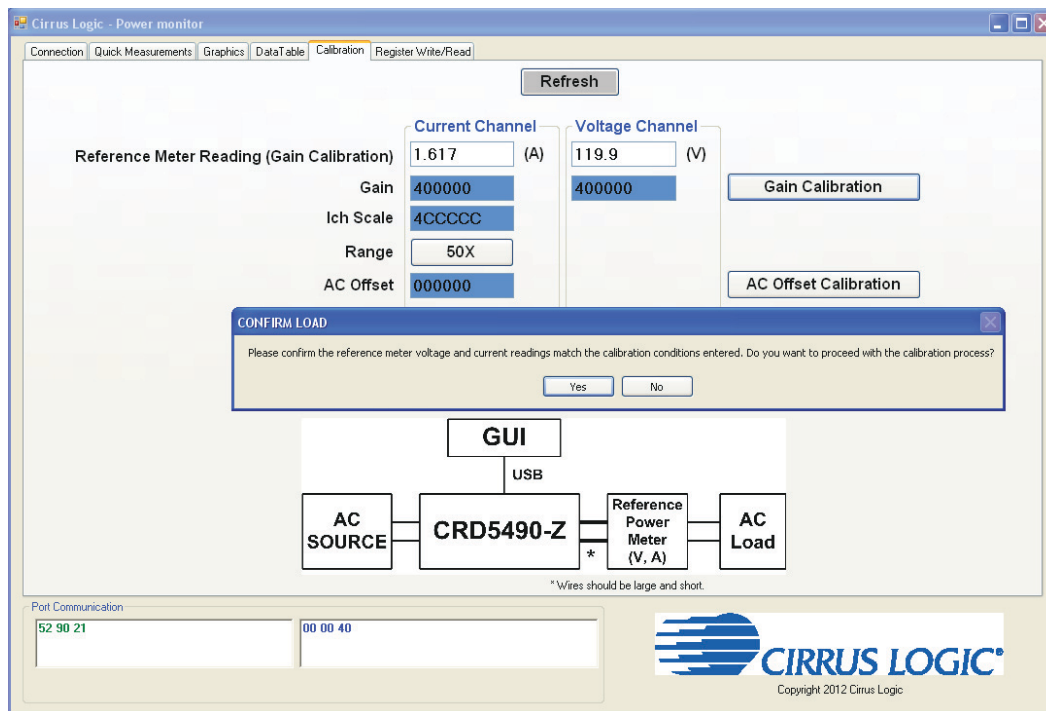 Cirrus Logic - Power monitor
Connection Quick Measurements Graphics DataTable Calibration Register Write/Read
Refresh
Current Channel Voltage Channel
Reference Meter Reading (Gain Calibration) 1.617 (A) 119.9 (V)
Gain 400000 400000 Gain Calibration
Ich Scale 4CCCCC
Range 50X
AC Offset 000000 AC Offset Calibration
CONFIRM LOAD
Please confirm the reference meter voltage and current readings match the calibration conditions entered. Do you want to proceed with the calibration process?
Yes No
GUI
USB
AC
SOURCE
CRD5490-Z
*
Reference
Power
Meter
(V, A)
AC
Load
* Wires should be large and short.
Port Communication
52 90 21 00 00 40
CIRRUS LOGIC®
Copyright 2012 Cirrus Logic